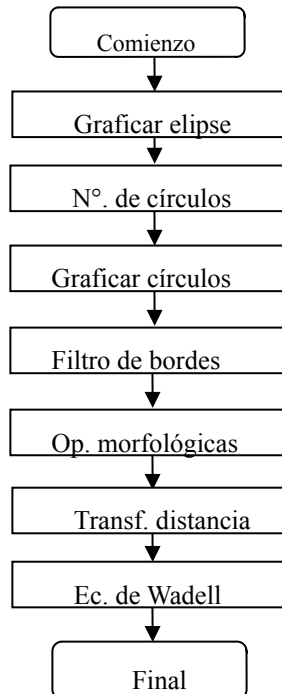 Comienzo
Graficar elipse
N°. de círculos
Graficar círculos
Filtro de bordes
Op. morfológicas
Transf. distancia
Ec. de Wadell
Final